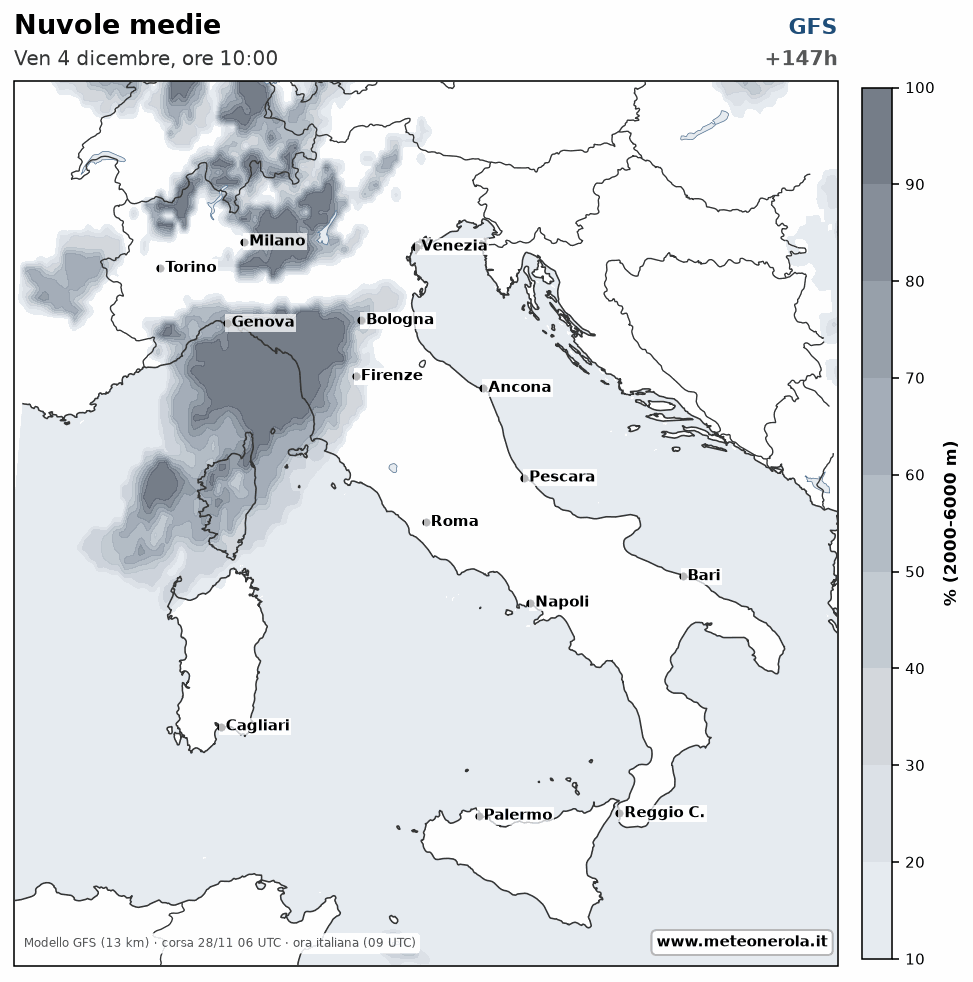 Nuvole medie
GFS
Ven 4 dicembre, ore 10:00
+147h
100
90
80
70
60
50
40
30
20
10
% (2000-6000 m)
Milano
Venezia
Torino
Genova
Bologna
Firenze
Ancona
Pescara
Roma
Bari
Napoli
Cagliari
Palermo
Reggio C.
Modello GFS (13 km) · corsa 28/11 06 UTC · ora italiana (09 UTC)
www.meteonerola.it